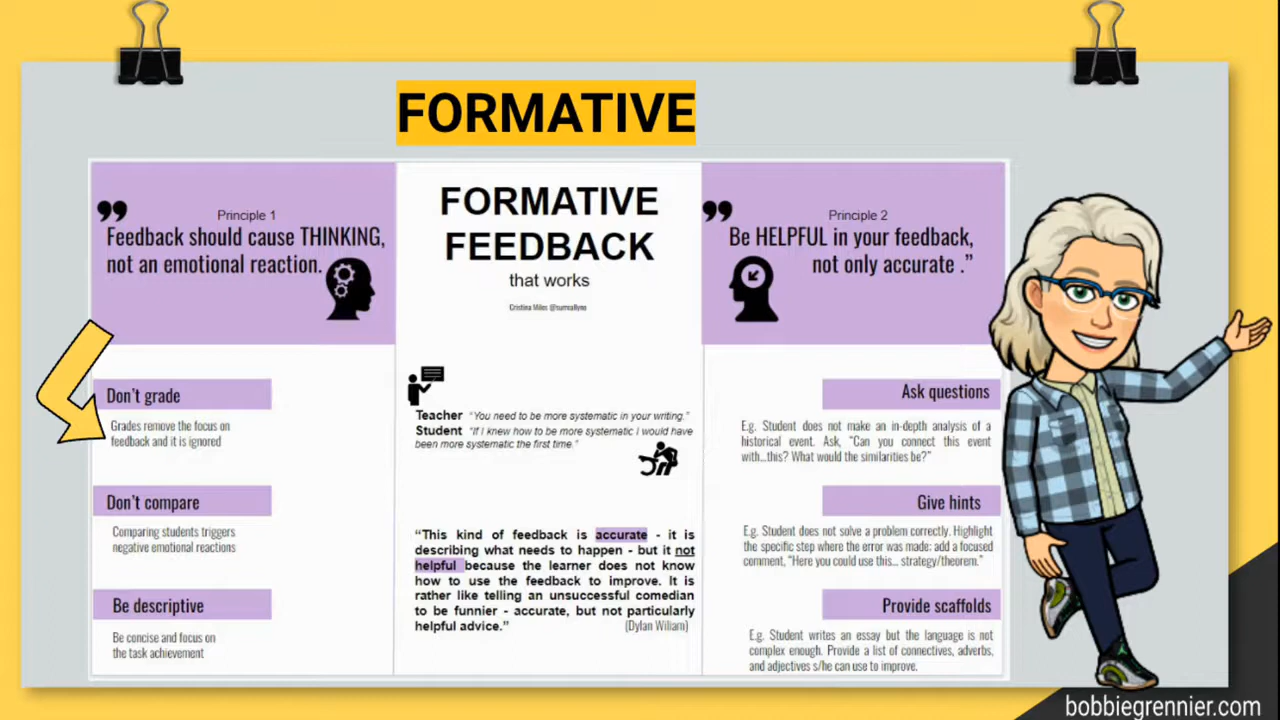 FORMATIVE
Principle 1
Feedback should cause THINKING,
not an emotional reaction.
Don't grade
Grades remove the focus on
feedback and it is ignored
Don't compare
Comparing students triggers
negative emotional reactions
Be descriptive
Be concise and focus on
the task achievement
FORMATIVE
FEEDBACK
that works
Cristina Miles @surreallyno
Teacher "You need to be more systematic in your writing."
Student "If I knew how to be more systematic I would have
been more systematic the first time."
"This kind of feedback is accurate - it is
describing what needs to happen - but it not
helpful because the learner does not know
how to use the feedback to improve. It is
rather like telling an unsuccessful comedian
to be funnier - accurate, but not particularly
helpful advice."
(Dylan Wiliam)
Principle 2
Be HELPFUL in your feedback,
not only accurate ."
Ask questions
E.g. Student does not make an in-depth analysis of a
historical event. Ask, "Can you connect this event
with...this? What would the similarities be?"
Give hints
E.g. Student does not solve a problem correctly. Highlight
the specific step where the error was made: add a focused
comment, "Here you could use this... strategy/theorem."
Provide scaffolds
E.g. Student writes an essay but the language is not
complex enough. Provide a list of connectives, adverbs,
and adjectives s/he can use to improve.
bobbiegrennier.com